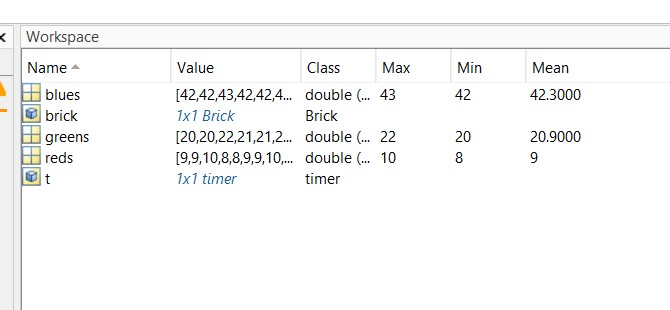 Workspace
Name Value Class Max Min Mean
blues [42,42,43,42,42,4... double (... 43 42 42.3000
brick 1x1 Brick Brick
greens [20,20,22,21,21,2... double (... 22 20 20.9000
reds [9,9,10,8,8,9,9,10,... double (... 10 8 9
t 1x1 timer timer